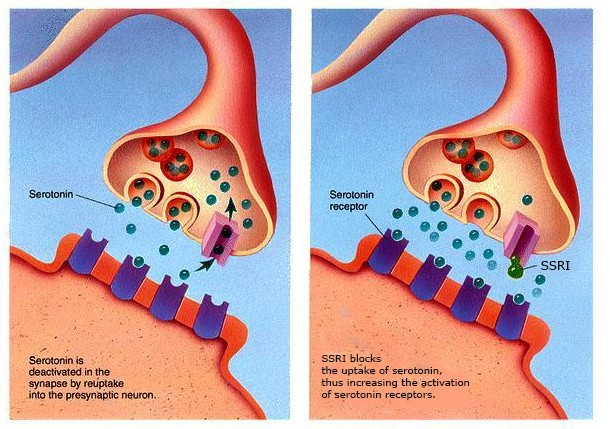 Serotonin
Serotonin is
deactivated in the
synapse by reuptake
into the presynaptic neuron.
Serotonin
receptor
SSRI
SSRI blocks
the uptake of serotonin,
thus increasing the activation
of serotonin receptors.